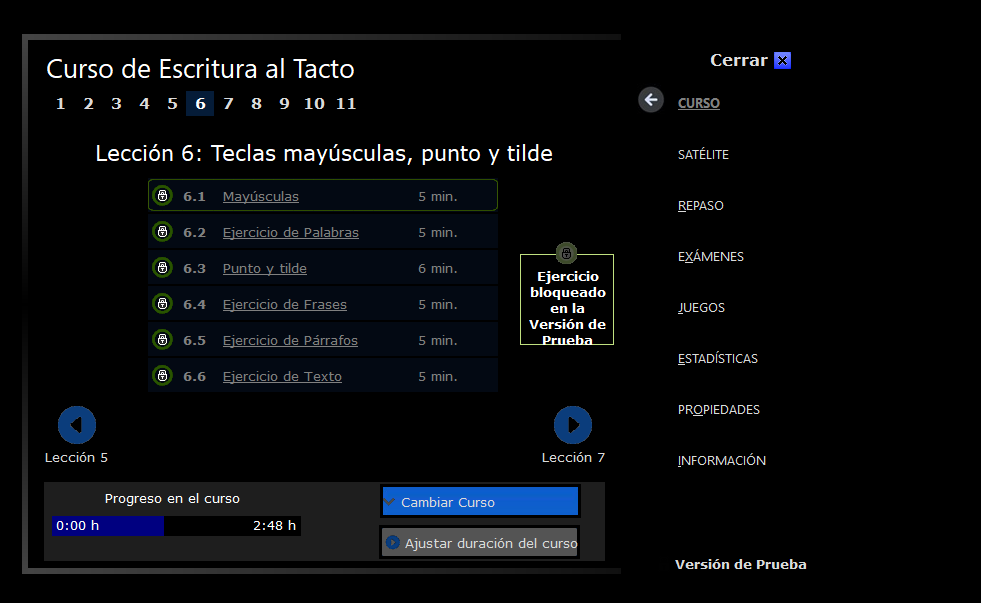 Curso de Escritura al Tacto
1 2 3 4 5 6 7 8 9 10 11
Lección 6: Teclas mayúsculas, punto y tilde
6.1 Mayúsculas 5 min.
6.2 Ejercicio de Palabras 5 min.
6.3 Punto y tilde 6 min.
6.4 Ejercicio de Frases 5 min.
6.5 Ejercicio de Párrafos 5 min.
6.6 Ejercicio de Texto 5 min.
Ejercicio
bloqueado
en la
Versión de
Prueba
Lección 5
Lección 7
Progreso en el curso
0:00 h 2:48 h
Cambiar Curso
Ajustar duración del curso
Cerrar
CURSO
SATÉLITE
REPASO
EXÁMENES
JUEGOS
ESTADÍSTICAS
PROPIEDADES
INFORMACIÓN
Versión de Prueba